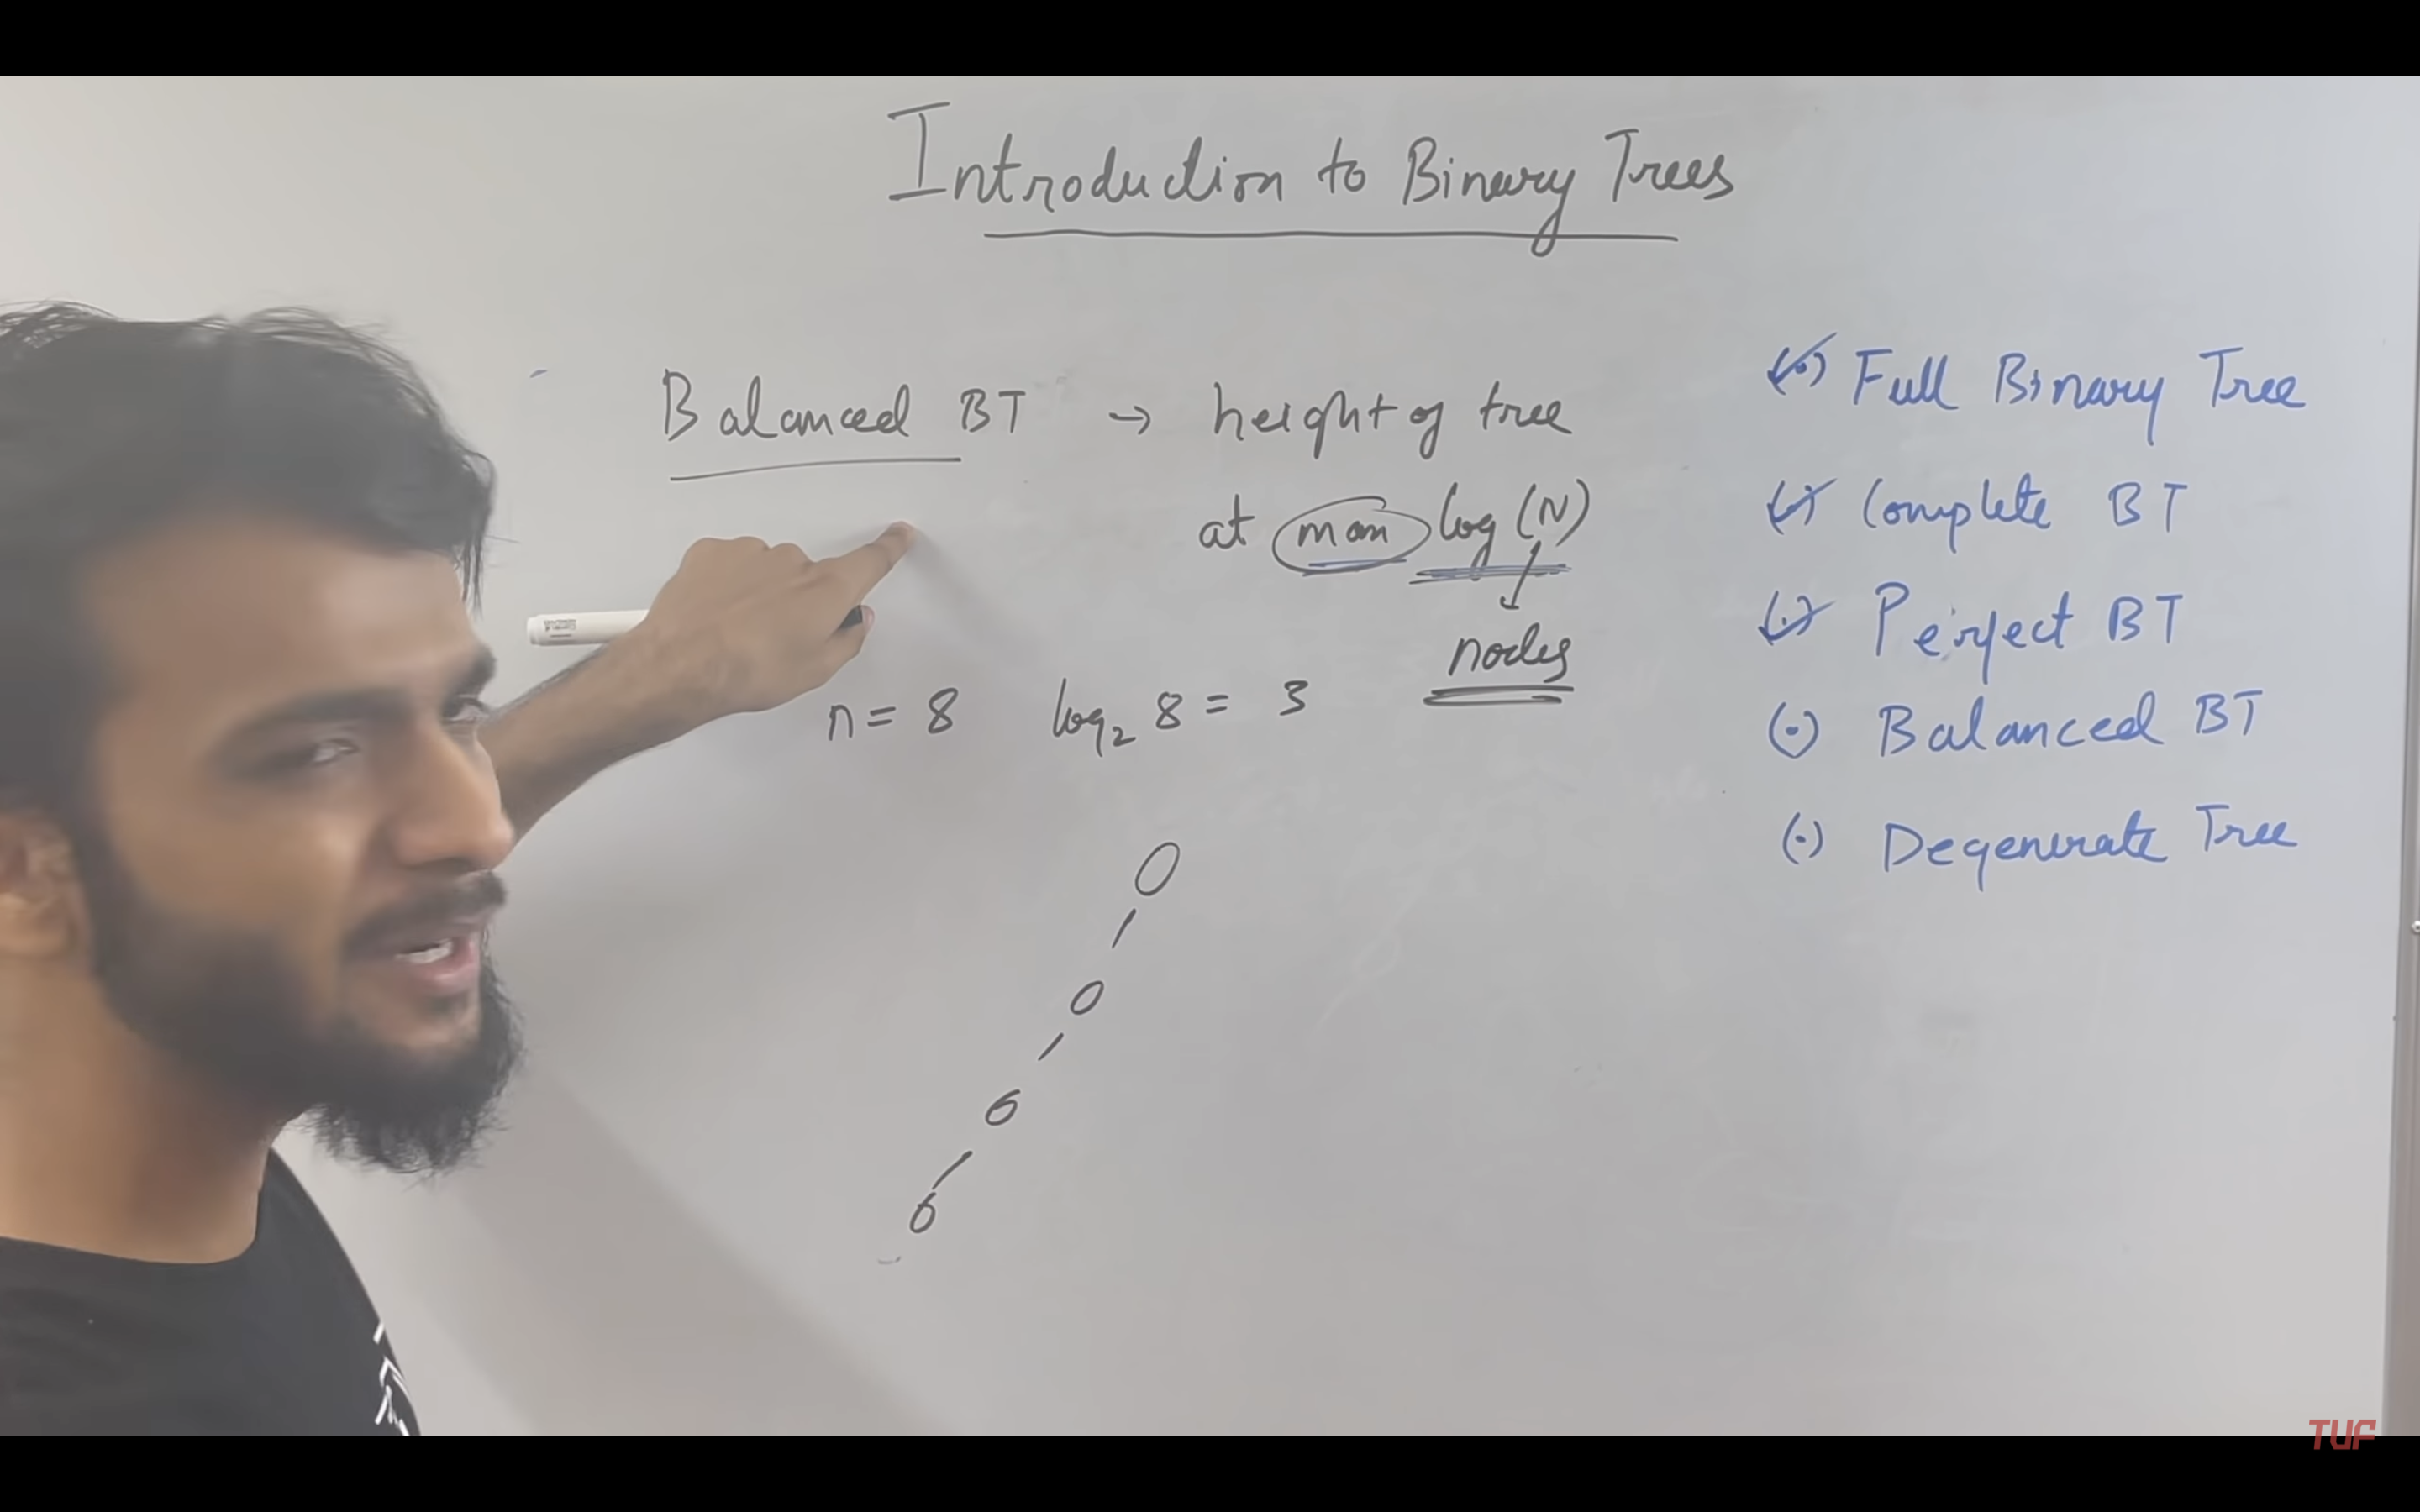 Introduction to Binary Trees
Balanced BT → height of tree
at max log(N)
nodes
n = 8 log₂ 8 = 3
(•) Full Binary Tree
(•) Complete BT
(•) Perfect BT
(•) Balanced BT
(•) Degenerate Tree
TUF